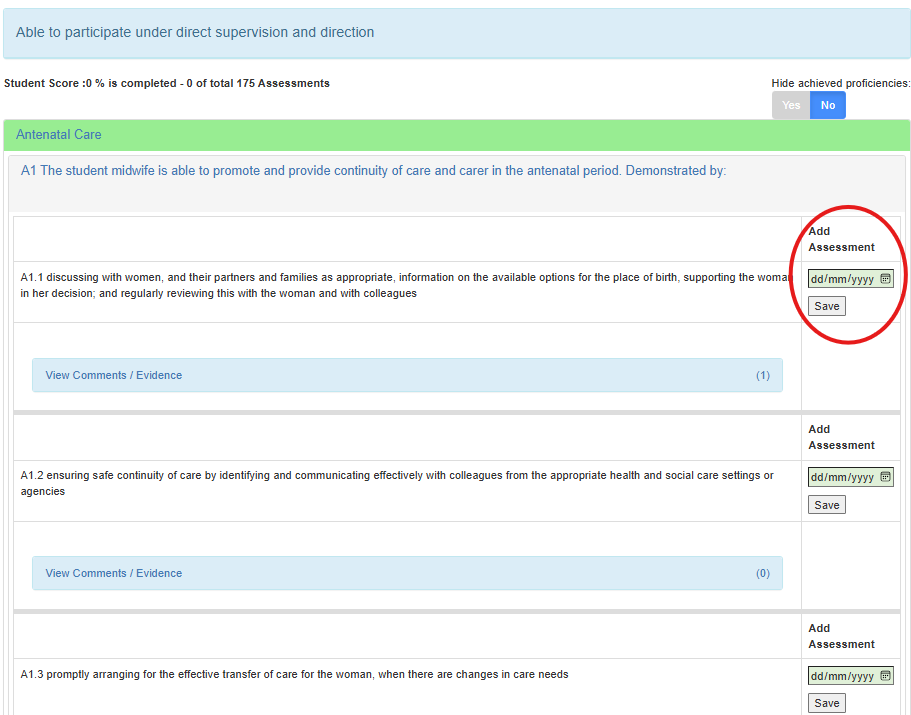 Able to participate under direct supervision and direction
Student Score :0 % is completed - 0 of total 175 Assessments
Hide achieved proficiencies:
Yes No
Antenatal Care
A1 The student midwife is able to promote and provide continuity of care and carer in the antenatal period. Demonstrated by:
Add
Assessment
A1.1 discussing with women, and their partners and families as appropriate, information on the available options for the place of birth, supporting the woman
in her decision; and regularly reviewing this with the woman and with colleagues
dd/mm/yyyy
Save
View Comments / Evidence (1)
Add
Assessment
A1.2 ensuring safe continuity of care by identifying and communicating effectively with colleagues from the appropriate health and social care settings or
agencies
dd/mm/yyyy
Save
View Comments / Evidence (0)
Add
Assessment
A1.3 promptly arranging for the effective transfer of care for the woman, when there are changes in care needs
dd/mm/yyyy
Save